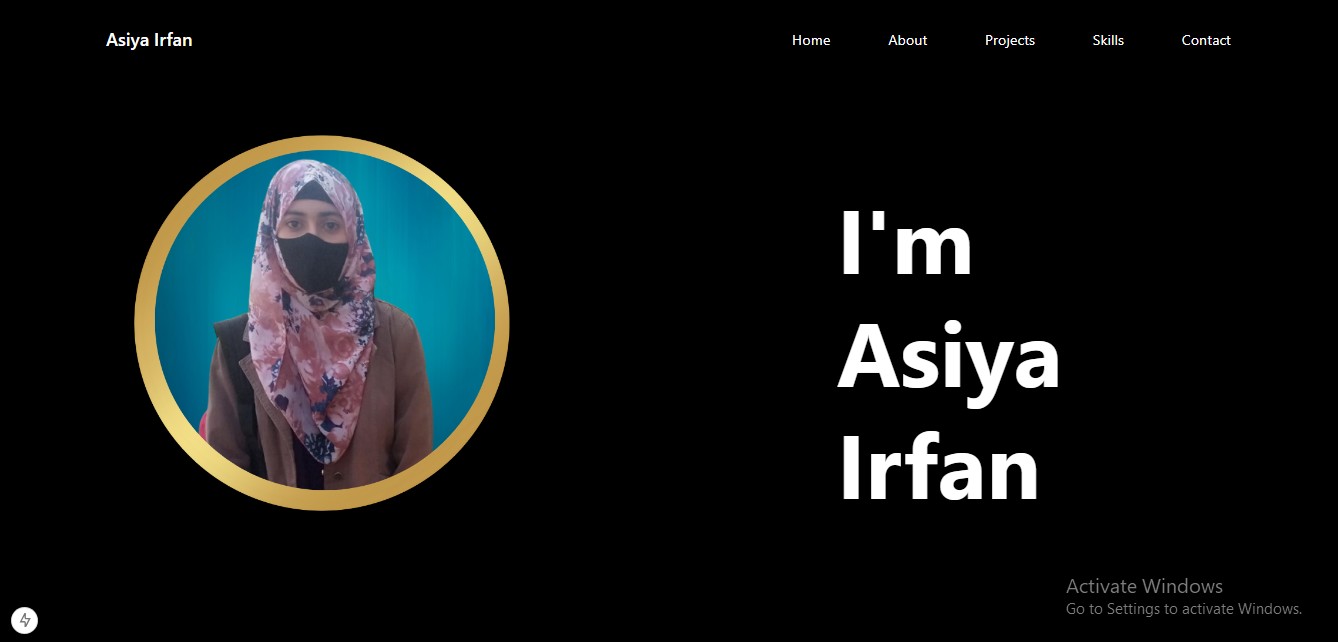 Asiya Irfan
Home About Projects Skills Contact
I'm
Asiya
Irfan
Activate Windows
Go to Settings to activate Windows.